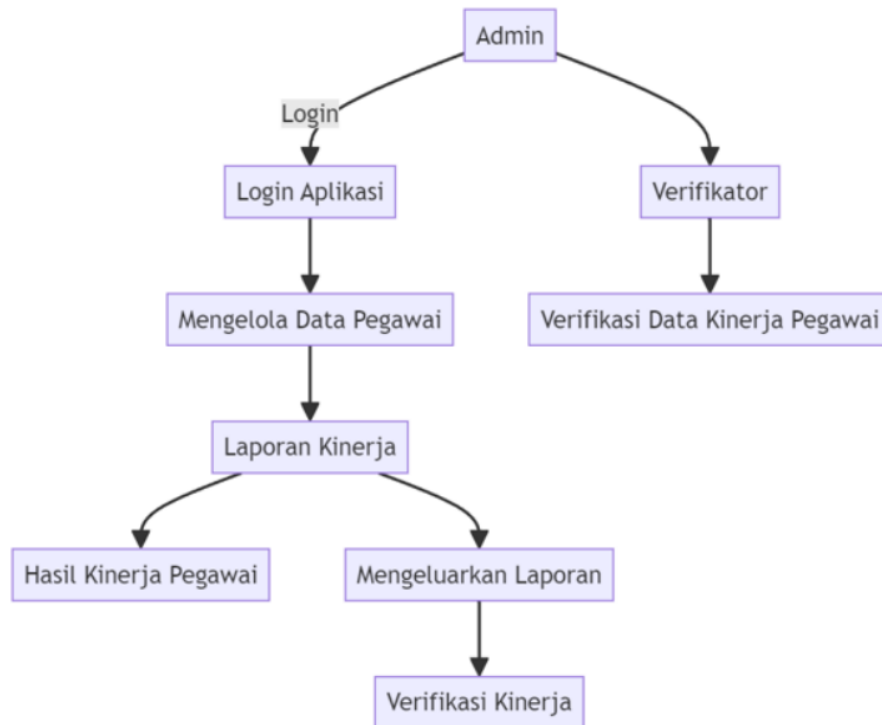 Admin
Login
Login Aplikasi
Verifikator
Mengelola Data Pegawai
Verifikasi Data Kinerja Pegawai
Laporan Kinerja
Hasil Kinerja Pegawai
Mengeluarkan Laporan
Verifikasi Kinerja